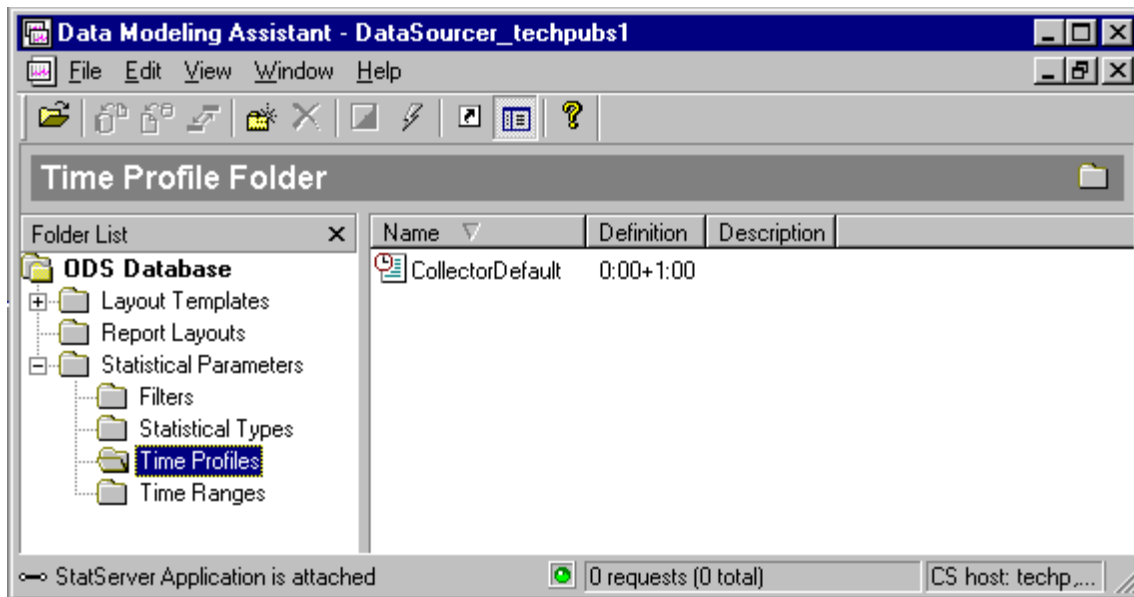 Data Modeling Assistant - DataSourcer_techpubs1
File Edit View Window Help
Time Profile Folder
Folder List
Name Definition Description
ODS Database
CollectorDefault 0:00+1:00
Layout Templates
Report Layouts
Statistical Parameters
Filters
Statistical Types
Time Profiles
Time Ranges
StatServer Application is attached 0 requests (0 total) CS host: techp,...